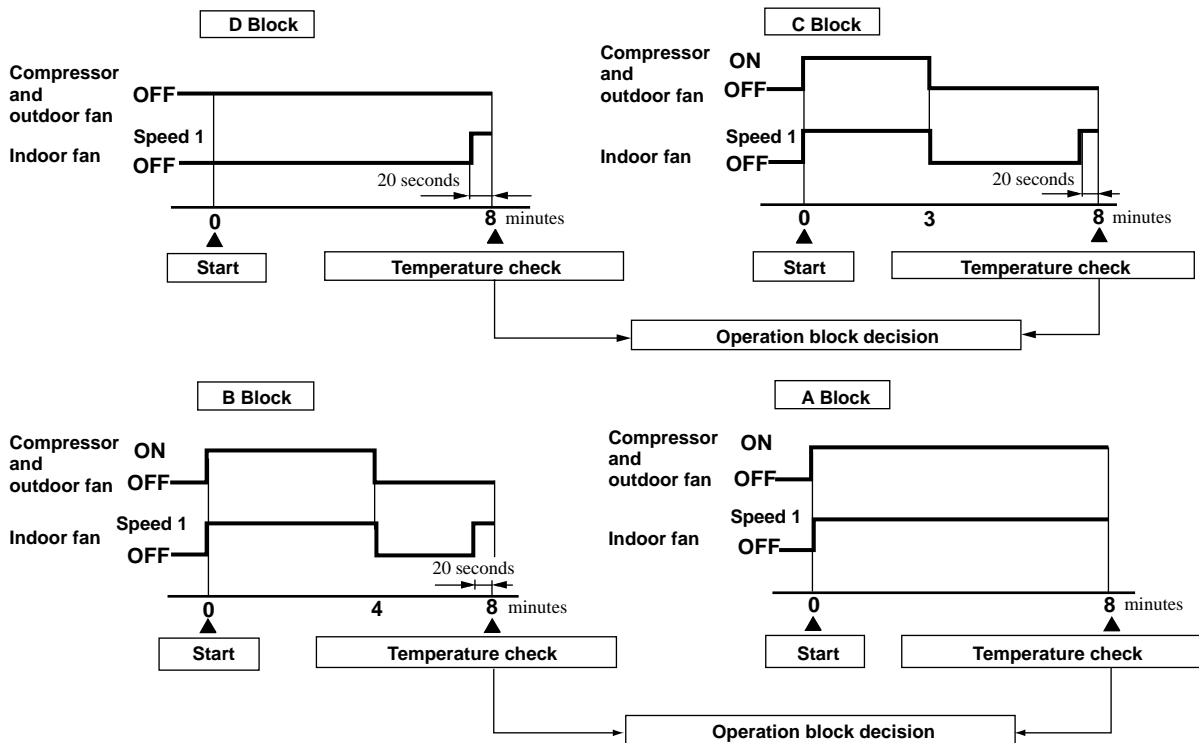 D Block
Compressor
and
outdoor fan
OFF
Speed 1
Indoor fan
OFF
20 seconds
0
8 minutes
Start
Temperature check
C Block
Compressor
and
outdoor fan
ON
OFF
Speed 1
Indoor fan
OFF
20 seconds
0
3
8 minutes
Start
Temperature check
Operation block decision
B Block
Compressor
and
outdoor fan
ON
OFF
Speed 1
Indoor fan
OFF
20 seconds
0
4
8 minutes
Start
Temperature check
A Block
Compressor
and
outdoor fan
ON
OFF
Speed 1
Indoor fan
OFF
0
8 minutes
Start
Temperature check
Operation block decision